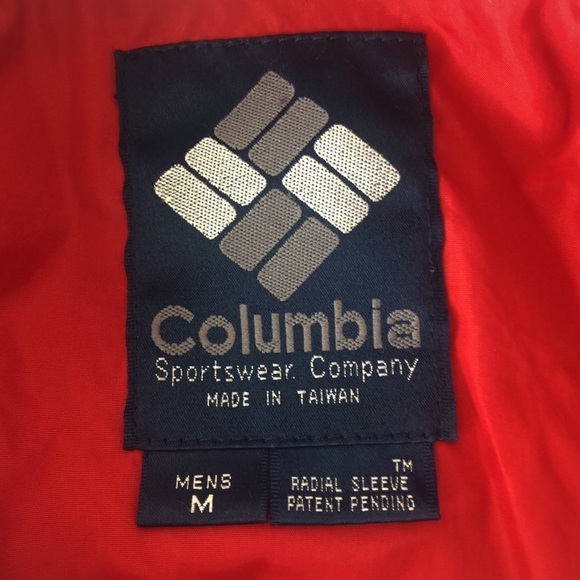 Columbia
Sportswear Company
MADE IN TAIWAN
MENS
M
TM
RADIAL SLEEVE
PATENT PENDING